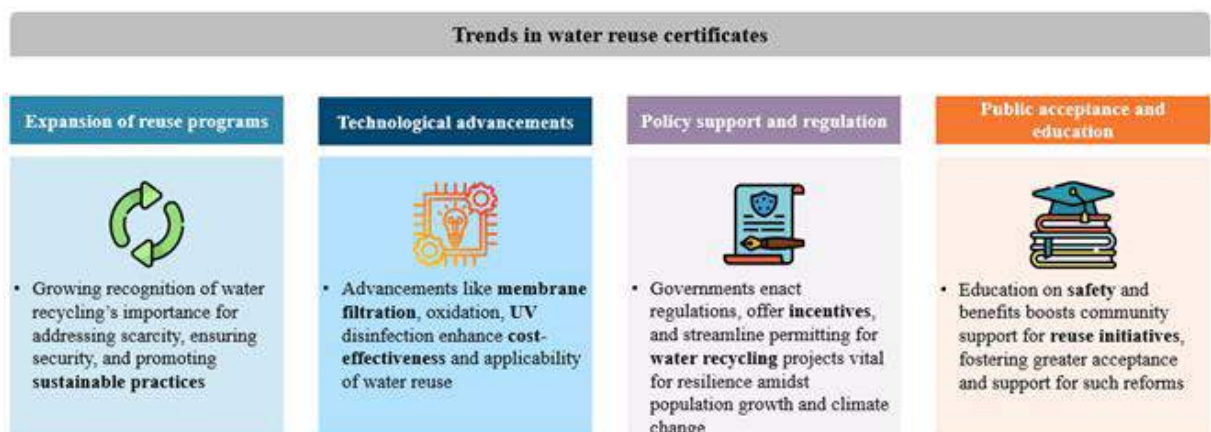 Trends in water reuse certificates
Expansion of reuse programs
Growing recognition of water
recycling's importance for
addressing scarcity, ensuring
security, and promoting
sustainable practices
Technological advancements
Advancements like membrane
filtration, oxidation, UV
disinfection enhance cost-
effectiveness and applicability
of water reuse
Policy support and regulation
Governments enact
regulations, offer incentives,
and streamline permitting for
water recycling projects vital
for resilience amidst
population growth and climate
change
Public acceptance and
education
Education on safety and
benefits boosts community
support for reuse initiatives,
fostering greater acceptance
and support for such reforms